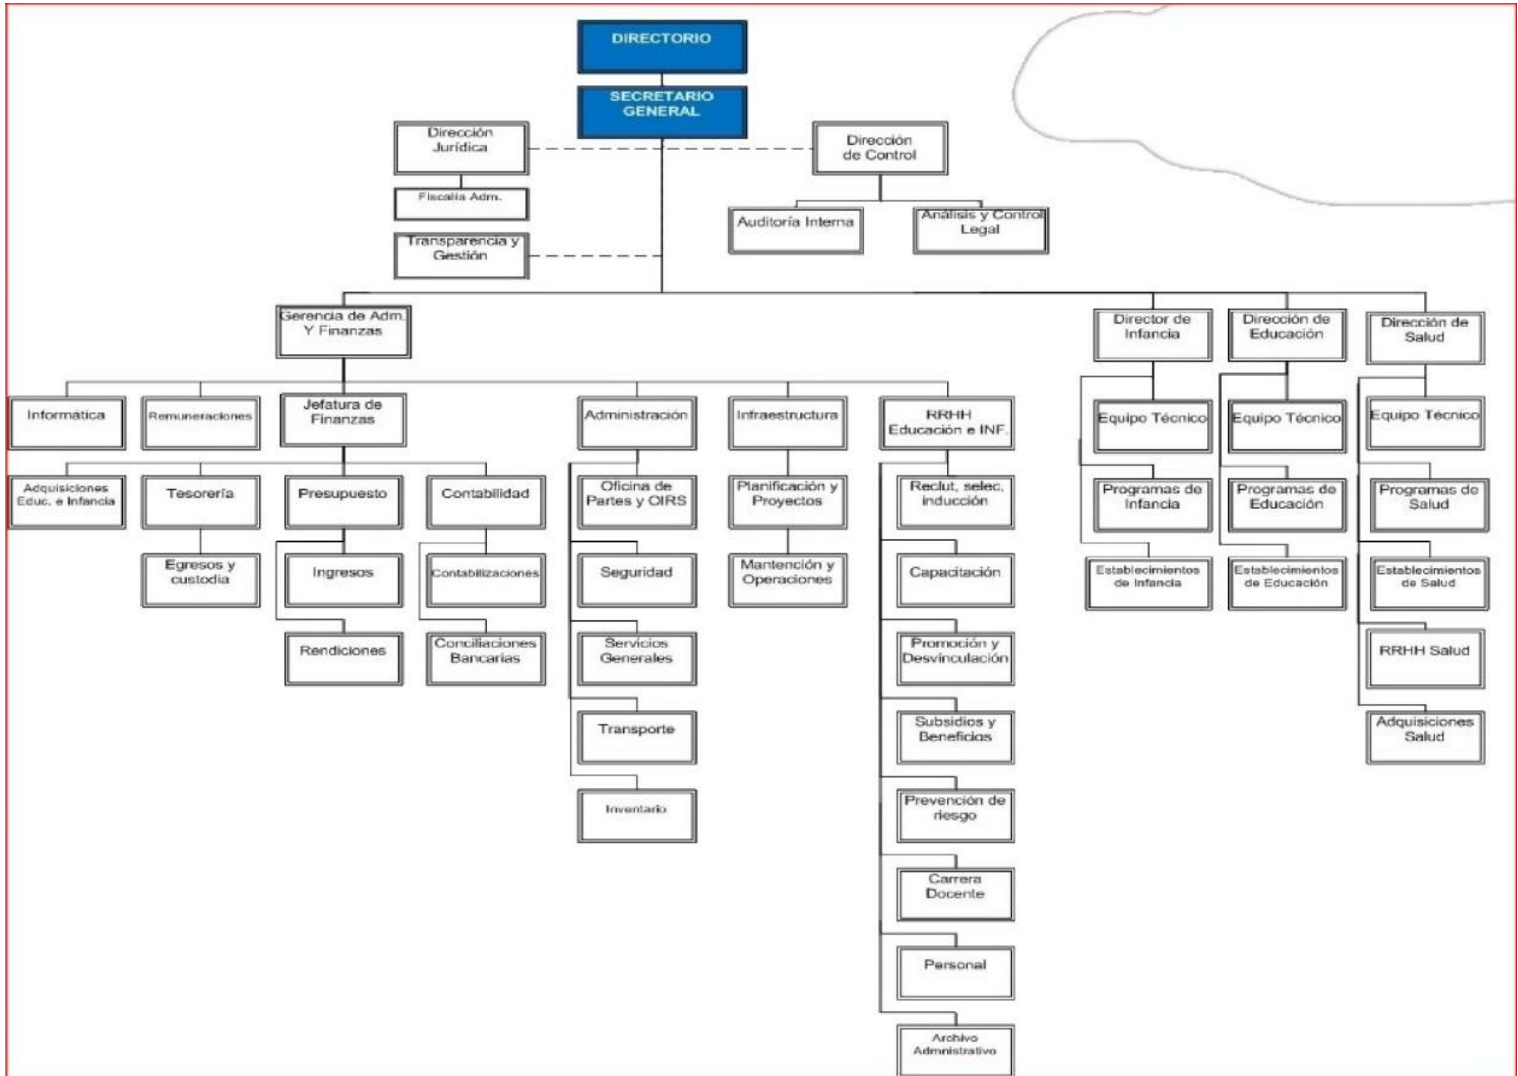 DIRECTORIO
SECRETARIO
GENERAL
Dirección
Jurídica
Dirección
de Control
Fiscalía Adm.
Auditoría Interna
Análisis y Control
Legal
Transparencia y
Gestión
Gerencia de Adm.
Y Finanzas
Director de
Infancia
Dirección de
Educación
Dirección de
Salud
Informática
Remuneraciones
Jefatura de
Finanzas
Administración
Infraestructura
RRHH
Educación e INF.
Equipo Técnico
Equipo Técnico
Equipo Técnico
Adquisiciones
Educ. e Infancia
Tesorería
Presupuesto
Contabilidad
Oficina de
Partes y OIRS
Planificación y
Proyectos
Reclut, selec,
inducción
Programas de
Infancia
Programas de
Educación
Programas de
Salud
Egresos y
custodia
Ingresos
Contabilizaciones
Seguridad
Mantención y
Operaciones
Capacitación
Establecimientos
de Infancia
Establecimientos
de Educación
Establecimientos
de Salud
Rendiciones
Conciliaciones
Bancarias
Servicios
Generales
Promoción y
Desvinculación
RRHH Salud
Transporte
Subsidios y
Beneficios
Adquisiciones
Salud
Inventario
Prevención de
riesgo
Carrera
Docente
Personal
Archivo
Admnistrativo